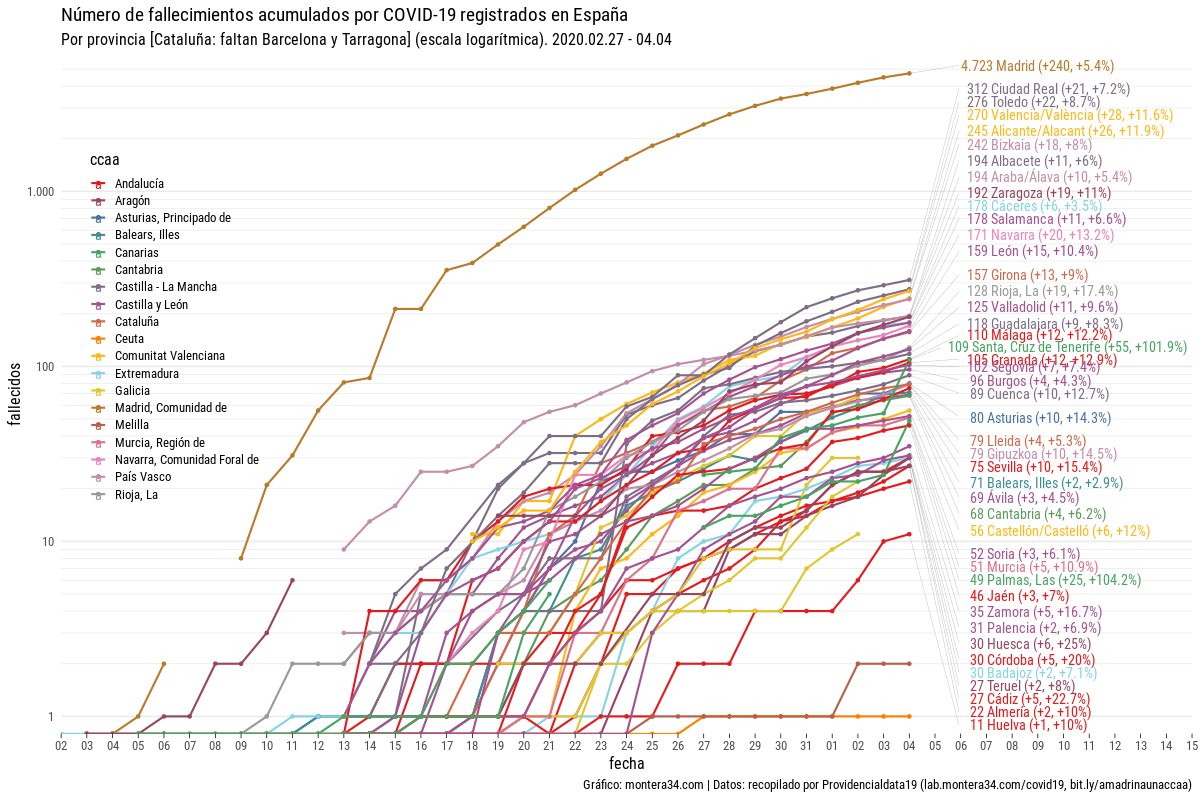 Número de fallecimientos acumulados por COVID-19 registrados en España
Por provincia [Cataluña: faltan Barcelona y Tarragona] (escala logarítmica). 2020.02.27 - 04.04
4.723 Madrid (+240, +5.4%)
312 Ciudad Real (+21, +7.2%)
276 Toledo (+22, +8.7%)
270 Valencia/València (+28, +11.6%)
245 Alicante/Alacant (+26, +11.9%)
242 Bizkaia (+18, +8%)
194 Albacete (+11, +6%)
194 Araba/Álava (+10, +5.4%)
192 Zaragoza (+19, +11%)
178 Cáceres (+6, +3.5%)
178 Salamanca (+11, +6.6%)
171 Navarra (+20, +13.2%)
159 León (+15, +10.4%)
157 Girona (+13, +9%)
128 Rioja, La (+19, +17.4%)
125 Valladolid (+11, +9.6%)
118 Guadalajara (+9, +8.3%)
110 Málaga (+12, +12.2%)
109 Santa, Cruz de Tenerife (+55, +101.9%)
105 Granada (+12, +12.9%)
102 Segovia (+7, +7.4%)
96 Burgos (+4, +4.3%)
89 Cuenca (+10, +12.7%)
80 Asturias (+10, +14.3%)
79 Lleida (+4, +5.3%)
79 Gipuzkoa (+10, +14.5%)
75 Sevilla (+10, +15.4%)
71 Balears, Illes (+2, +2.9%)
69 Ávila (+3, +4.5%)
68 Cantabria (+4, +6.2%)
56 Castellón/Castelló (+6, +12%)
52 Soria (+3, +6.1%)
51 Murcia (+5, +10.9%)
49 Palmas, Las (+25, +104.2%)
46 Jaén (+3, +7%)
35 Zamora (+5, +16.7%)
31 Palencia (+2, +6.9%)
30 Huesca (+6, +25%)
30 Córdoba (+5, +20%)
30 Badajoz (+2, +7.1%)
27 Teruel (+2, +8%)
27 Cádiz (+5, +22.7%)
22 Almería (+2, +10%)
11 Huelva (+1, +10%)
ccaa
Andalucía
Aragón
Asturias, Principado de
Balears, Illes
Canarias
Cantabria
Castilla - La Mancha
Castilla y León
Cataluña
Ceuta
Comunitat Valenciana
Extremadura
Galicia
Madrid, Comunidad de
Melilla
Murcia, Región de
Navarra, Comunidad Foral de
País Vasco
Rioja, La
fallecidos
1.000
100
10
1
02 03 04 05 06 07 08 09 10 11 12 13 14 15 16 17 18 19 20 21 22 23 24 25 26 27 28 29 30 31 01 02 03 04 05 06 07 08 09 10 11 12 13 14 15
fecha
Gráfico: montera34.com | Datos: recopilado por Providencialdata19 (lab.montera34.com/covid19, bit.ly/amadrinaunaccaa)